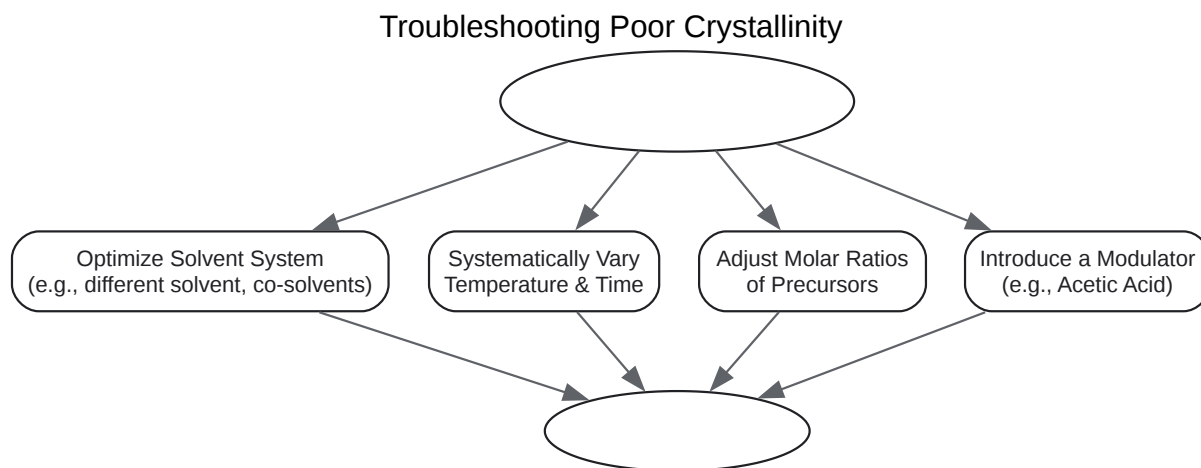 Troubleshooting Poor Crystallinity
Optimize Solvent System
(e.g., different solvent, co-solvents)
Systematically Vary
Temperature & Time
Adjust Molar Ratios
of Precursors
Introduce a Modulator
(e.g., Acetic Acid)